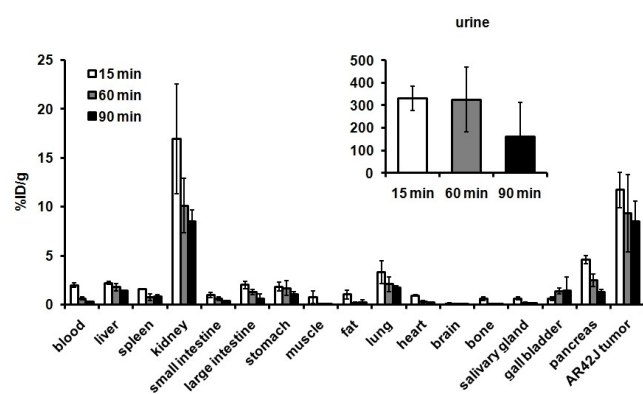 urine
%ID/g
25
20
15
10
5
0
15 min
60 min
90 min
500
400
300
200
100
0
15 min 60 min 90 min
blood
liver
spleen
kidney
small intestine
large intestine
stomach
muscle
fat
lung
heart
brain
bone
salivary gland
gall bladder
pancreas
AR42J tumor